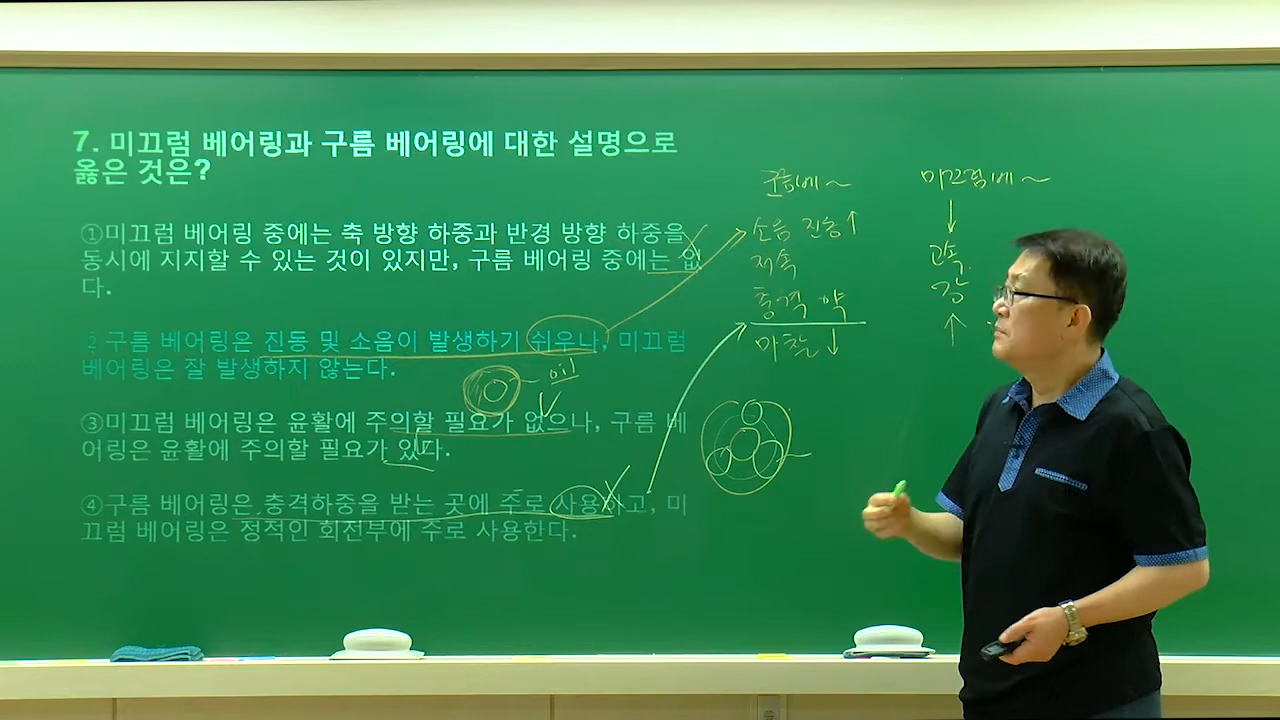 7. 미끄럼 베어링과 구름 베어링에 대한 설명으로
옳은 것은?
①미끄럼 베어링 중에는 축 방향 하중과 반경 방향 하중을
동시에 지지할 수 있는 것이 있지만, 구름 베어링 중에는 없
다.
②구름 베어링은 진동 및 소음이 발생하기 쉬우나, 미끄럼
베어링은 잘 발생하지 않는다.
③미끄럼 베어링은 윤활에 주의할 필요가 없으나, 구름 베
어링은 윤활에 주의할 필요가 있다.
④구름 베어링은 충격하중을 받는 곳에 주로 사용하고, 미
끄럼 베어링은 정적인 회전부에 주로 사용한다.
oil
구름베~
소음 진동↑
저속
충격 약
마찰↓
미끄럼베~
↓
고속
강
↑